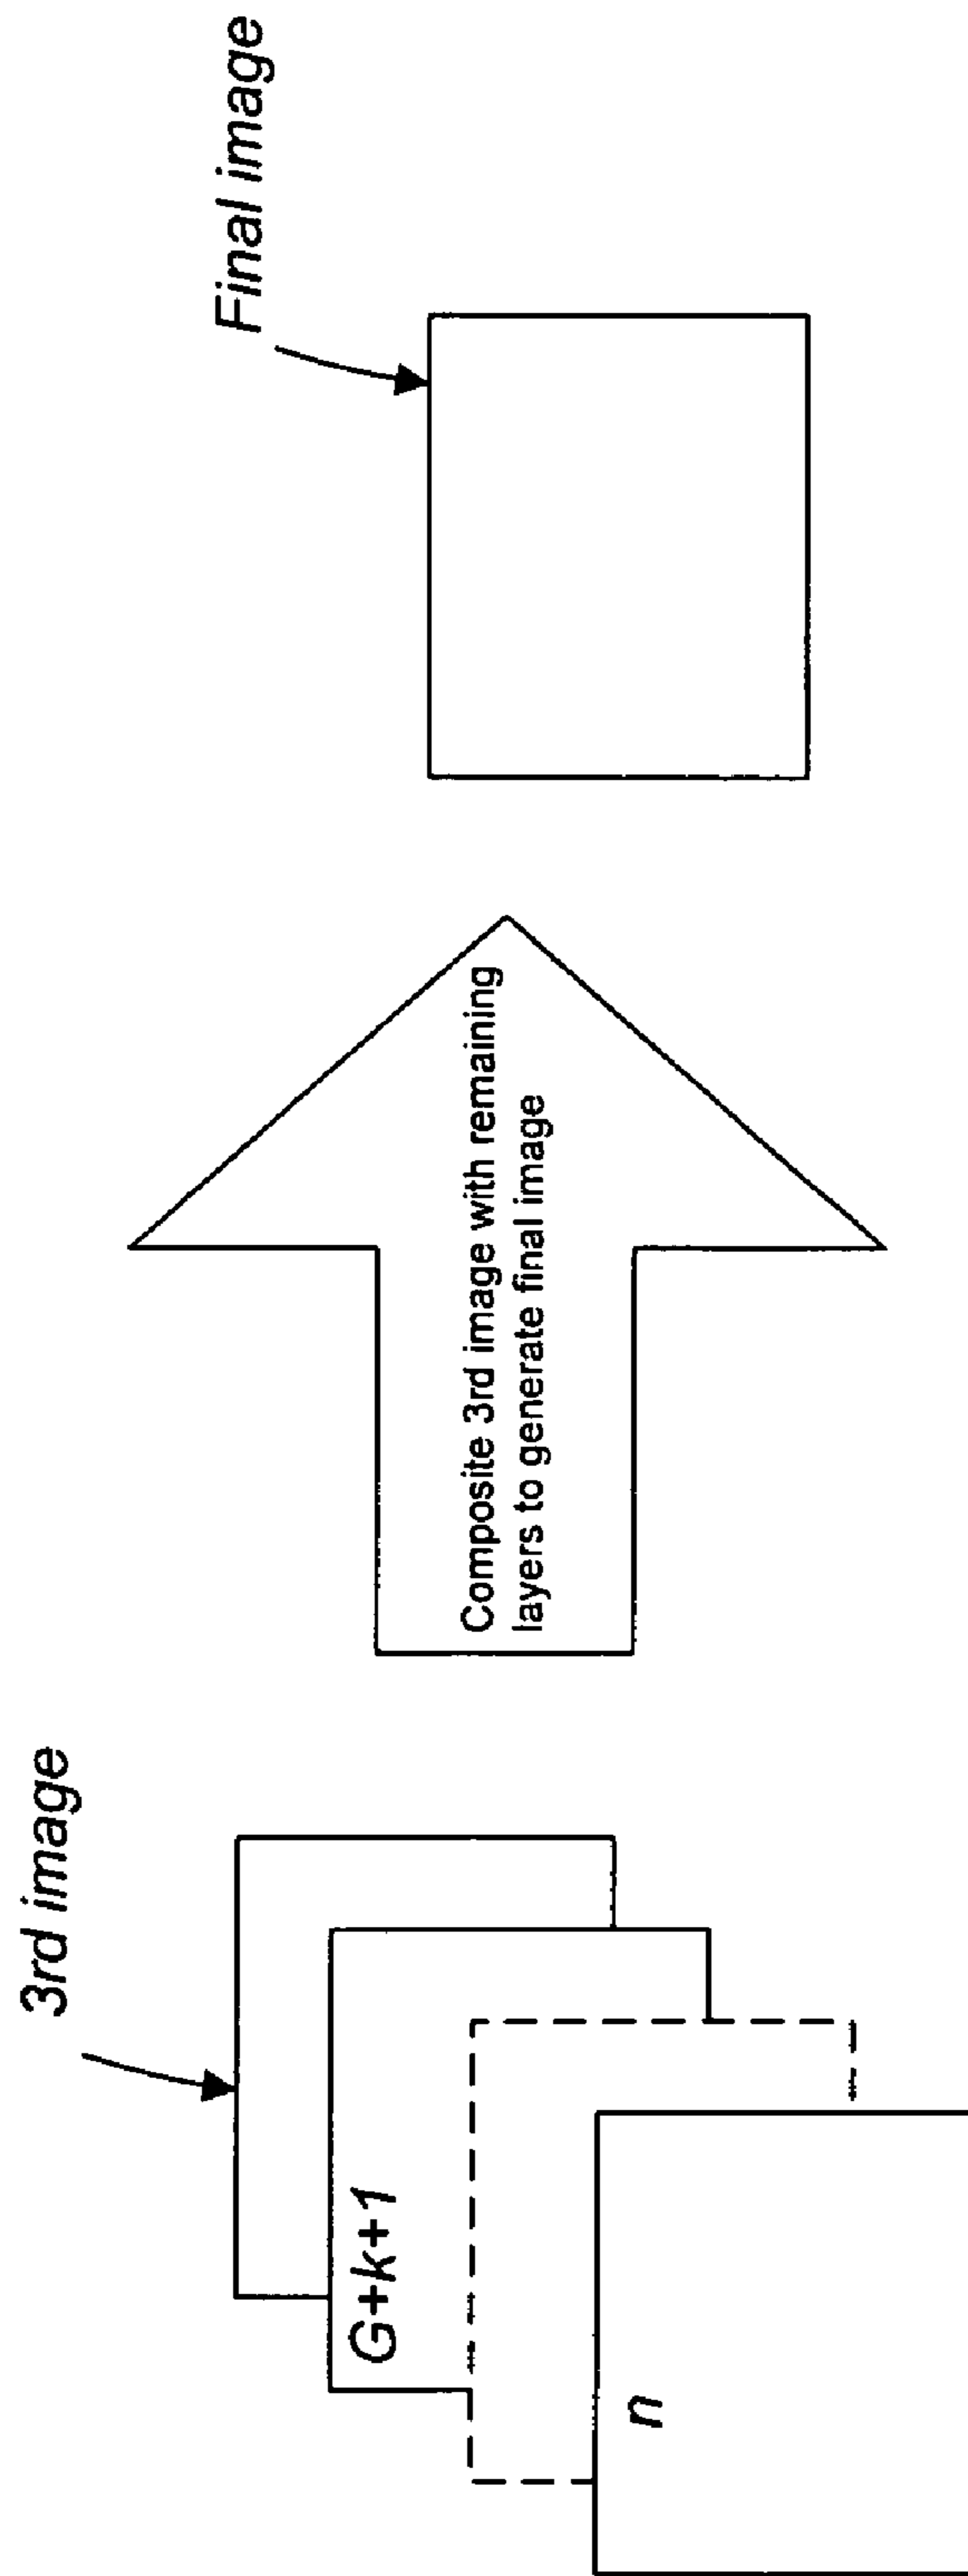 3rd image
G+k+1
n
Composite 3rd image with remaining
layers to generate final image
Final image